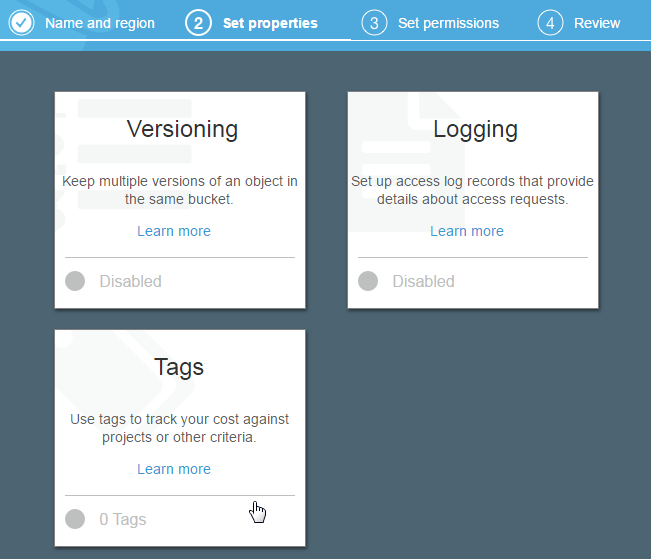 Name and region
2 Set properties
3 Set permissions
4 Review
Versioning
Keep multiple versions of an object in
the same bucket.
Learn more
Disabled
Logging
Set up access log records that provide
details about access requests.
Learn more
Disabled
Tags
Use tags to track your cost against
projects or other criteria.
Learn more
0 Tags